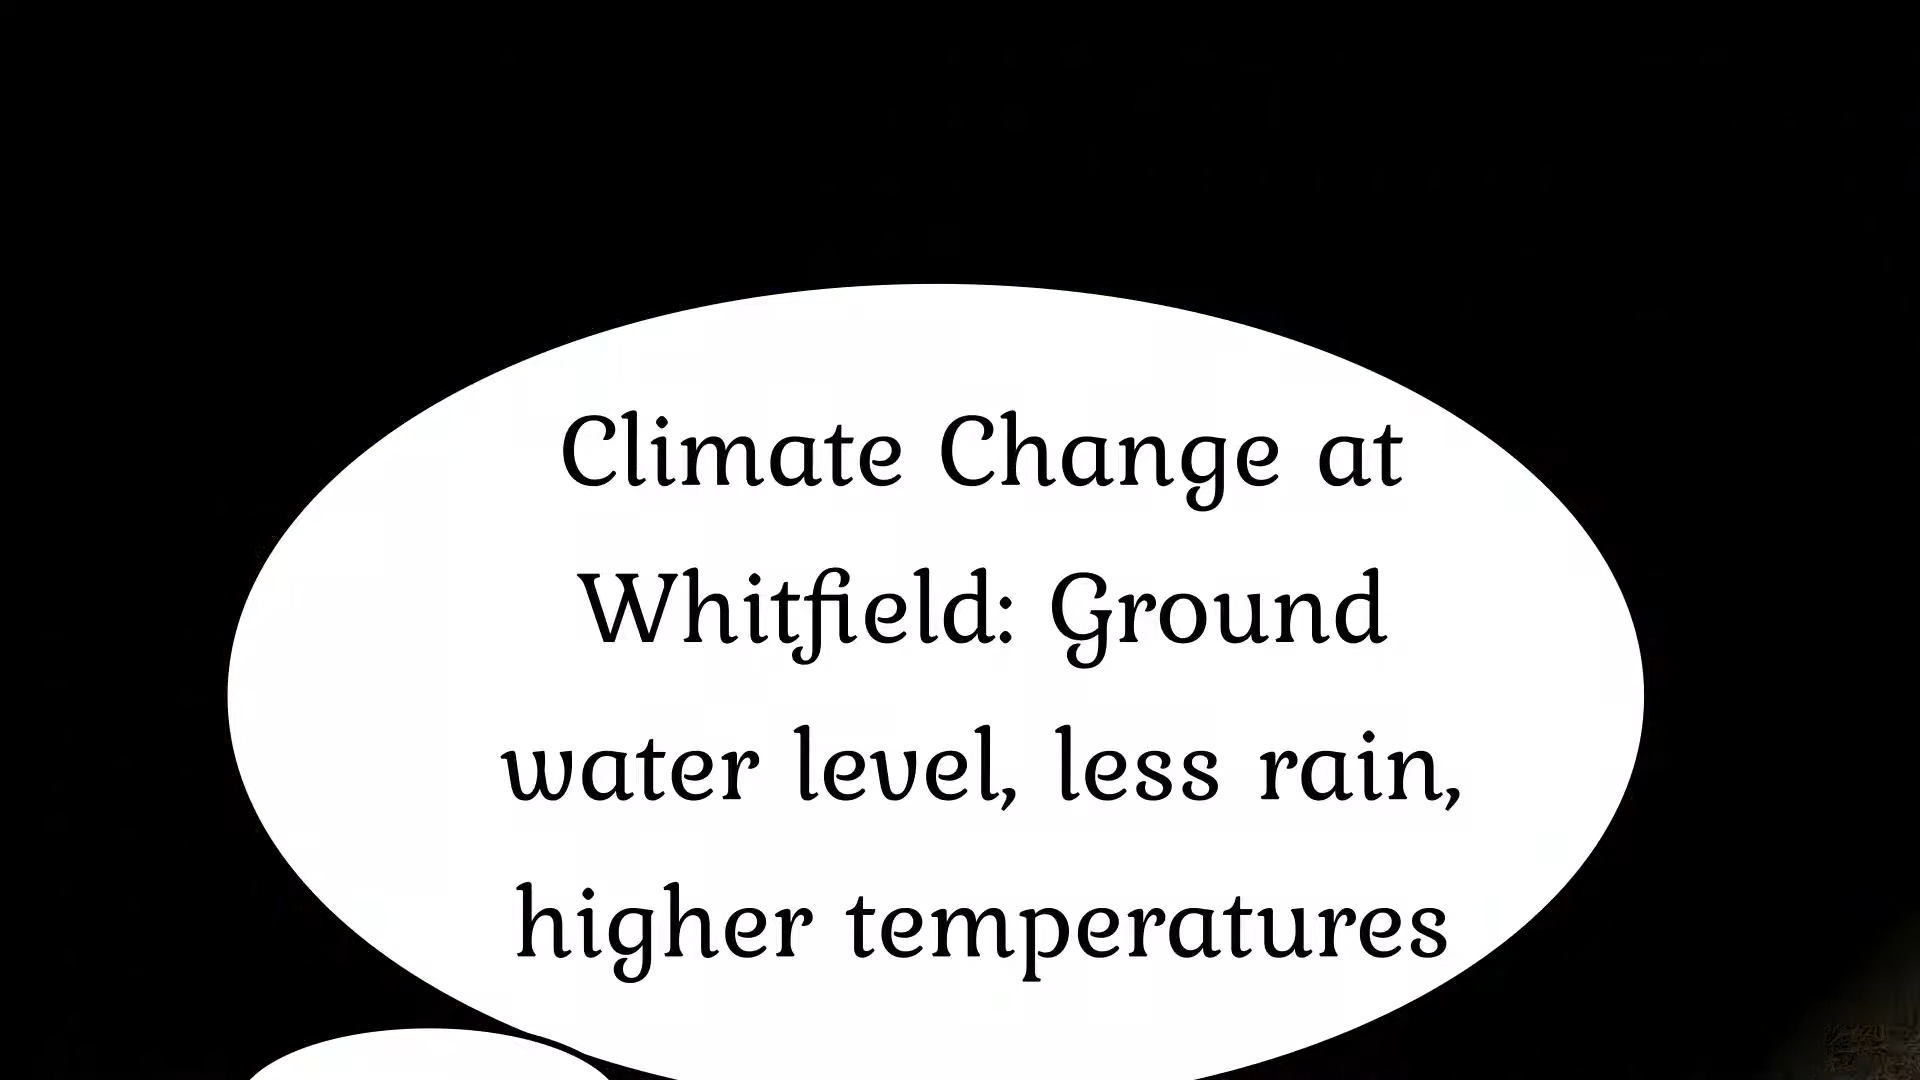 Climate Change at
Whitfield: Ground
water level, less rain,
higher temperatures